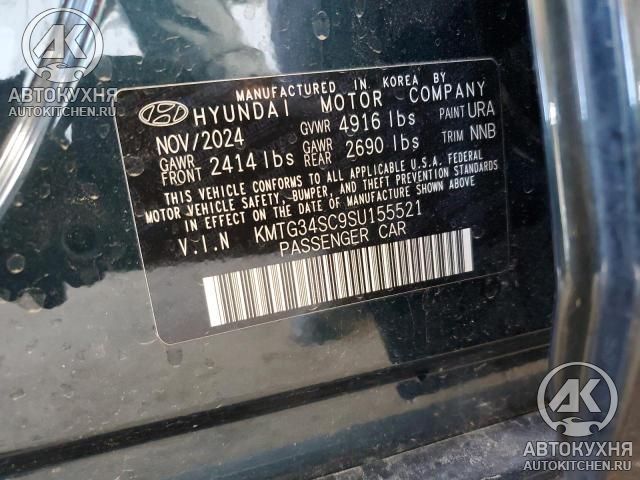 AK
АВТОКУХНЯ
AUTOKITCHEN.RU
MANUFACTURED IN KOREA BY
HYUNDAI MOTOR COMPANY
NOV/2024 GVWR 4916 lbs PAINT URA
GAWR FRONT 2414 lbs GAWR REAR 2690 lbs TRIM NNB
THIS VEHICLE CONFORMS TO ALL APPLICABLE U.S.A. FEDERAL
MOTOR VEHICLE SAFETY, BUMPER, AND THEFT PREVENTION STANDARDS
IN EFFECT ON THE DATE OF MANUFACTURE SHOWN ABOVE
V.I.N KMTG34SC9SU155521
PASSENGER CAR
AK
АВТОКУХНЯ
AUTOKITCHEN.RU